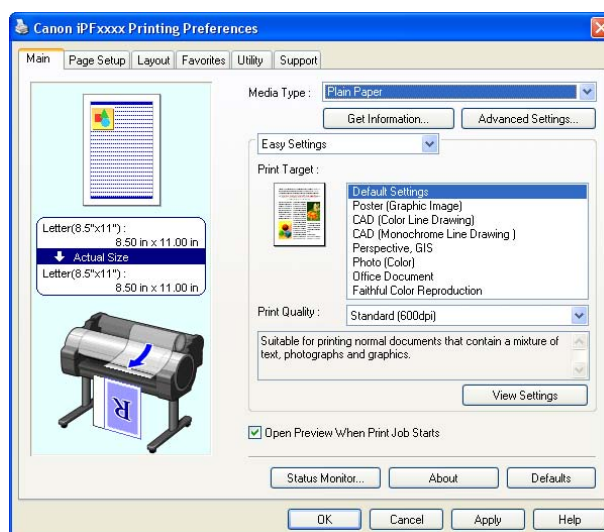 Canon iPFxxxx Printing Preferences
Main Page Setup Layout Favorites Utility Support
Media Type : Plain Paper
Get Information... Advanced Settings...
Easy Settings
Print Target :
Default Settings
Poster (Graphic Image)
CAD (Color Line Drawing)
CAD (Monochrome Line Drawing )
Perspective, GIS
Photo (Color)
Office Document
Faithful Color Reproduction
Letter(8.5"x11") :
8.50 in x 11.00 in
Actual Size
Letter(8.5"x11") :
8.50 in x 11.00 in
R
Print Quality : Standard (600dpi)
Suitable for printing normal documents that contain a mixture of
text, photographs and graphics.
View Settings
Open Preview When Print Job Starts
Status Monitor... About Defaults
OK Cancel Apply Help